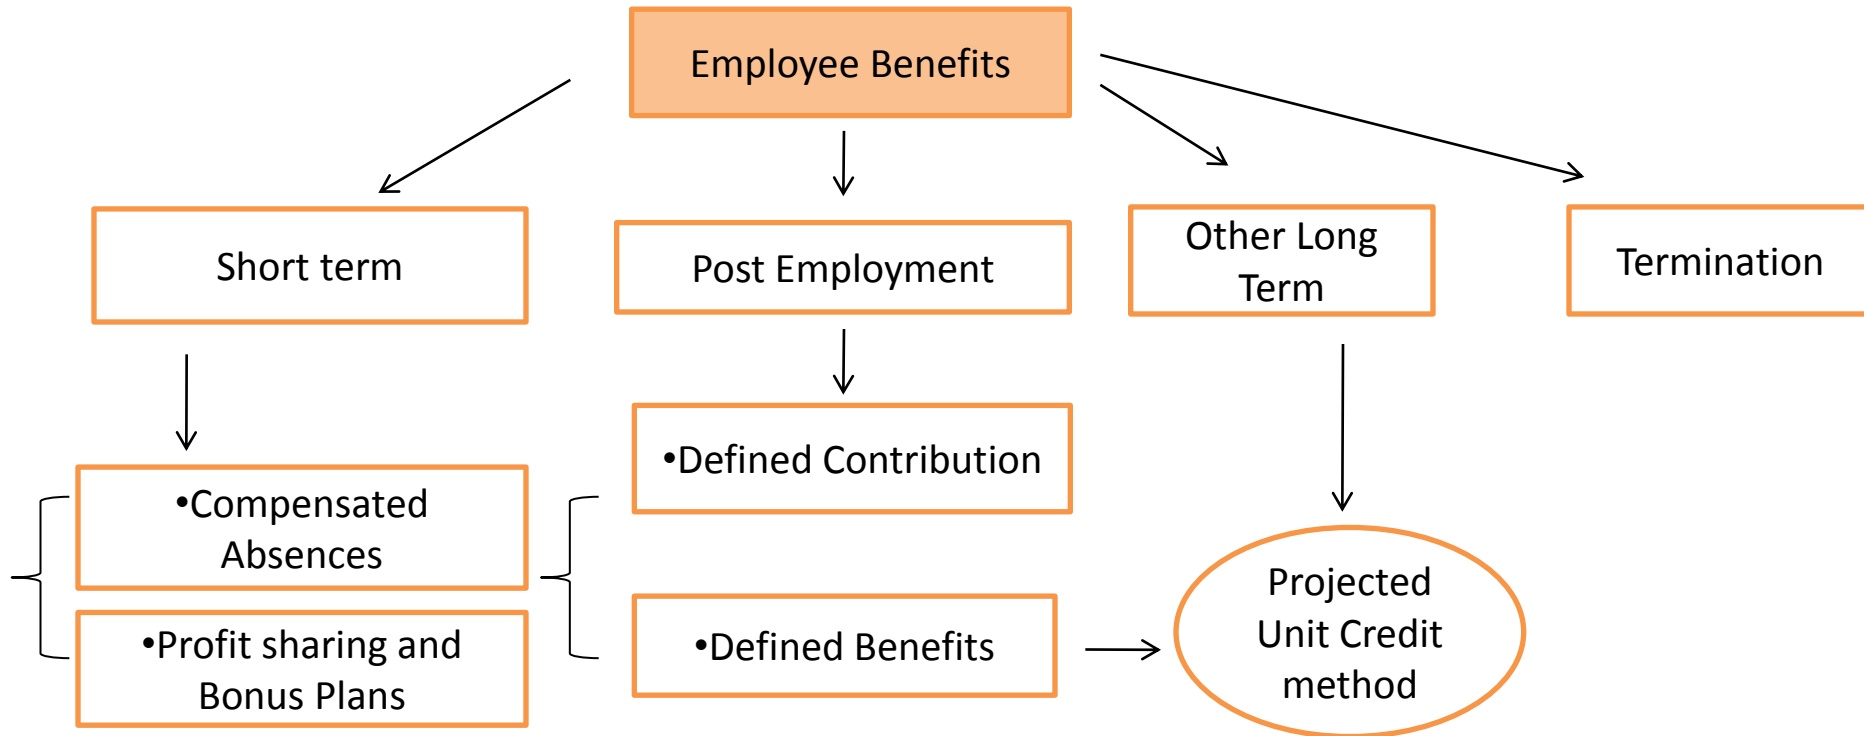 Employee Benefits
Short term
Post Employment
Other Long
Term
Termination
•Compensated
Absences
•Profit sharing and
Bonus Plans
•Defined Contribution
•Defined Benefits
Projected
Unit Credit
method